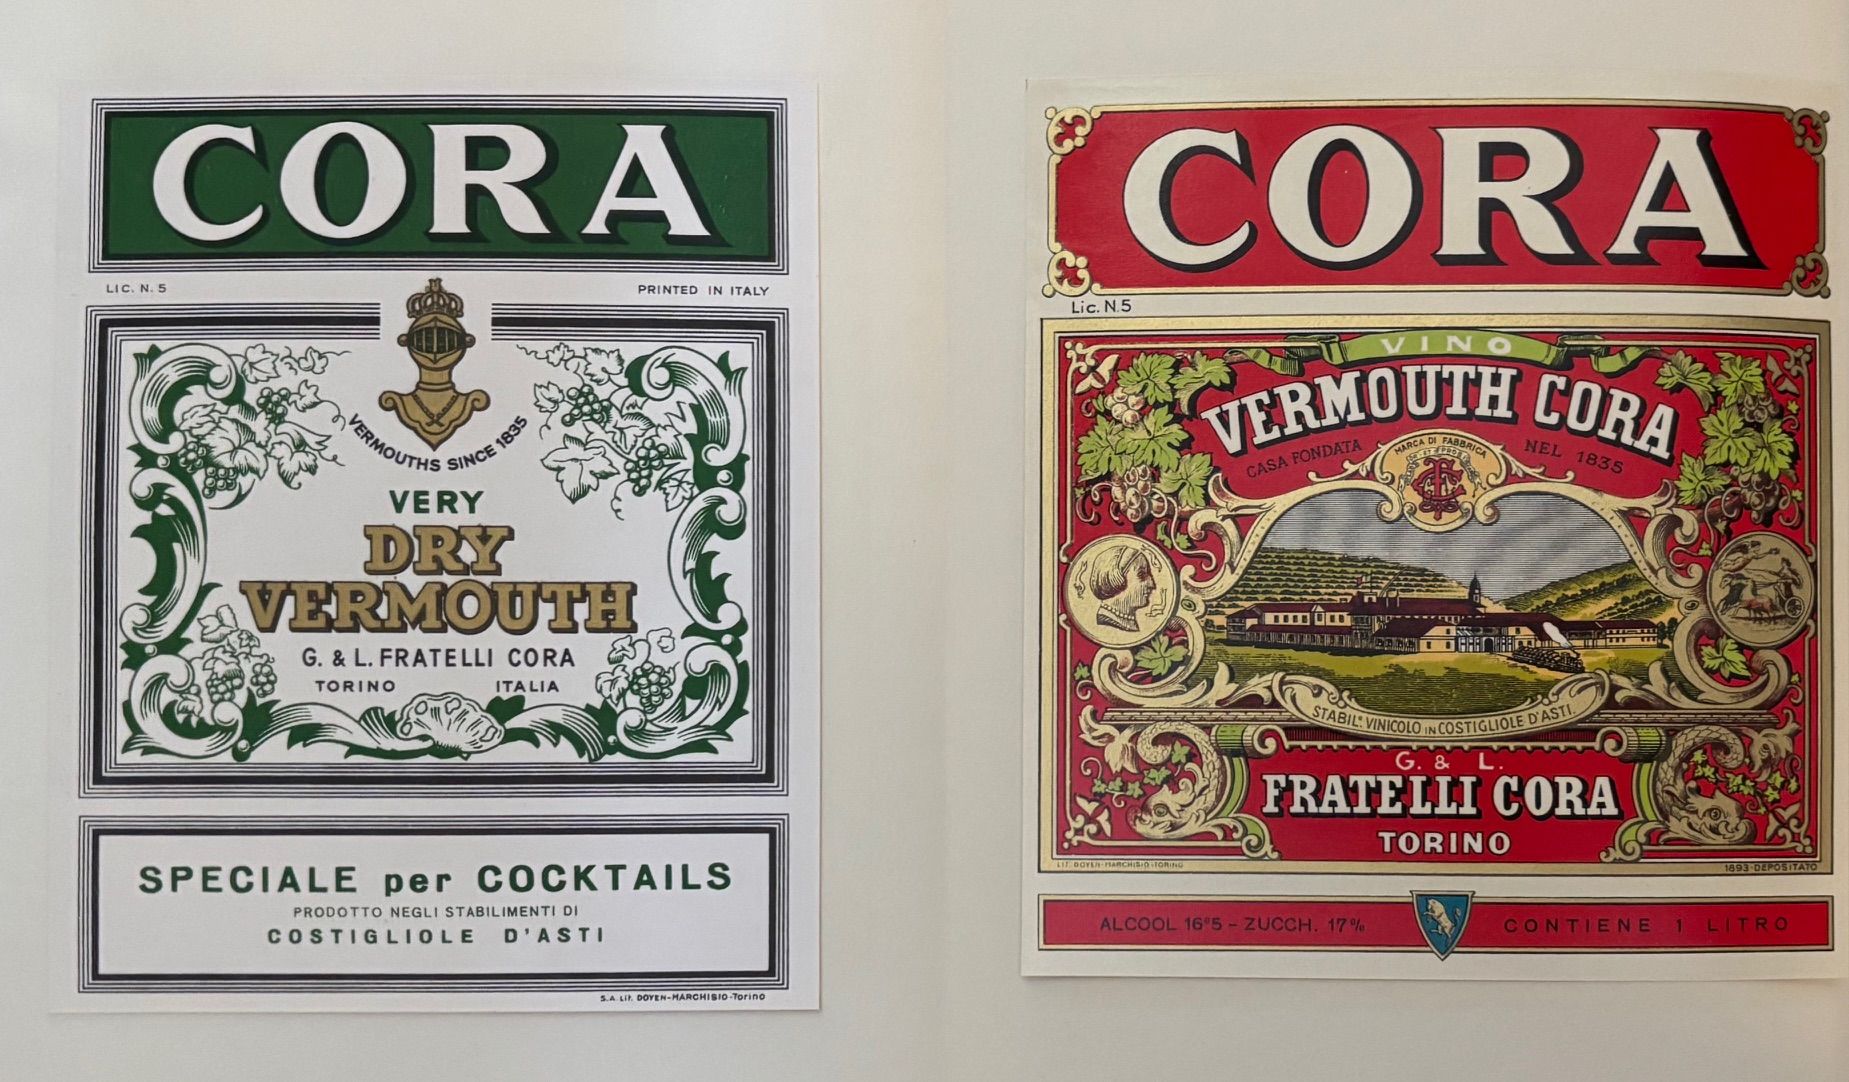 CORA
LIC. N. 5
PRINTED IN ITALY
VERMOUTHS SINCE 1835
VERY
DRY
VERMOUTH
G. & L. FRATELLI CORA
TORINO ITALIA
SPECIALE per COCKTAILS
PRODOTTO NEGLI STABILIMENTI DI
COSTIGLIOLE D'ASTI
S.A. Lit. DOYEN-MARCHISIO-Torino
CORA
Lic. N.5
VINO
VERMOUTH CORA
CASA FONDATA NEL 1835
MARCA DI FABBRICA
STABIL. VINICOLO IN COSTIGLIOLE D'ASTI.
G. & L.
FRATELLI CORA
TORINO
LIT. DOYEN-MARCHISIO-TORINO
1893-DEPOSITATO
ALCOOL 16°5 - ZUCCH. 17%
CONTIENE 1 LITRO